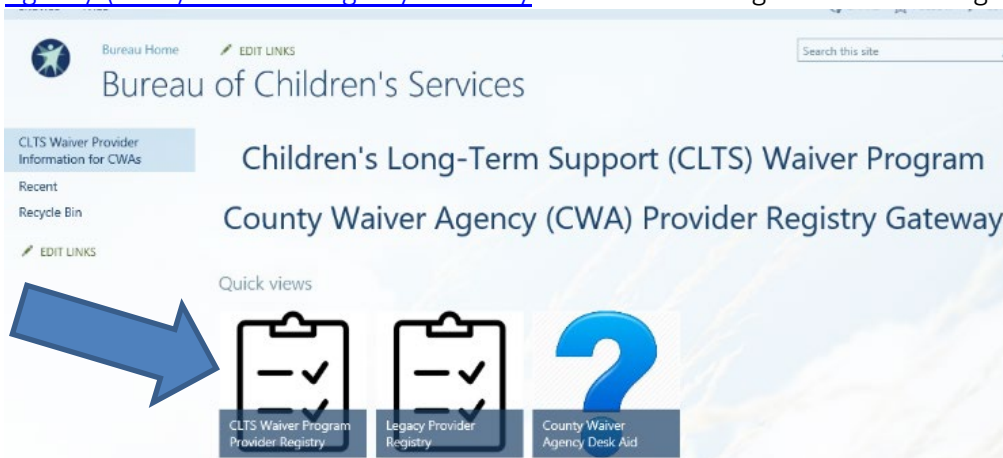 Bureau Home
EDIT LINKS
Search this site
Bureau of Children's Services
CLTS Waiver Provider
Information for CWAs
Recent
Recycle Bin
EDIT LINKS
Children's Long-Term Support (CLTS) Waiver Program
County Waiver Agency (CWA) Provider Registry Gateway
Quick views
CLTS Waiver Program
Provider Registry
Legacy Provider
Registry
County Waiver
Agency Desk Aid